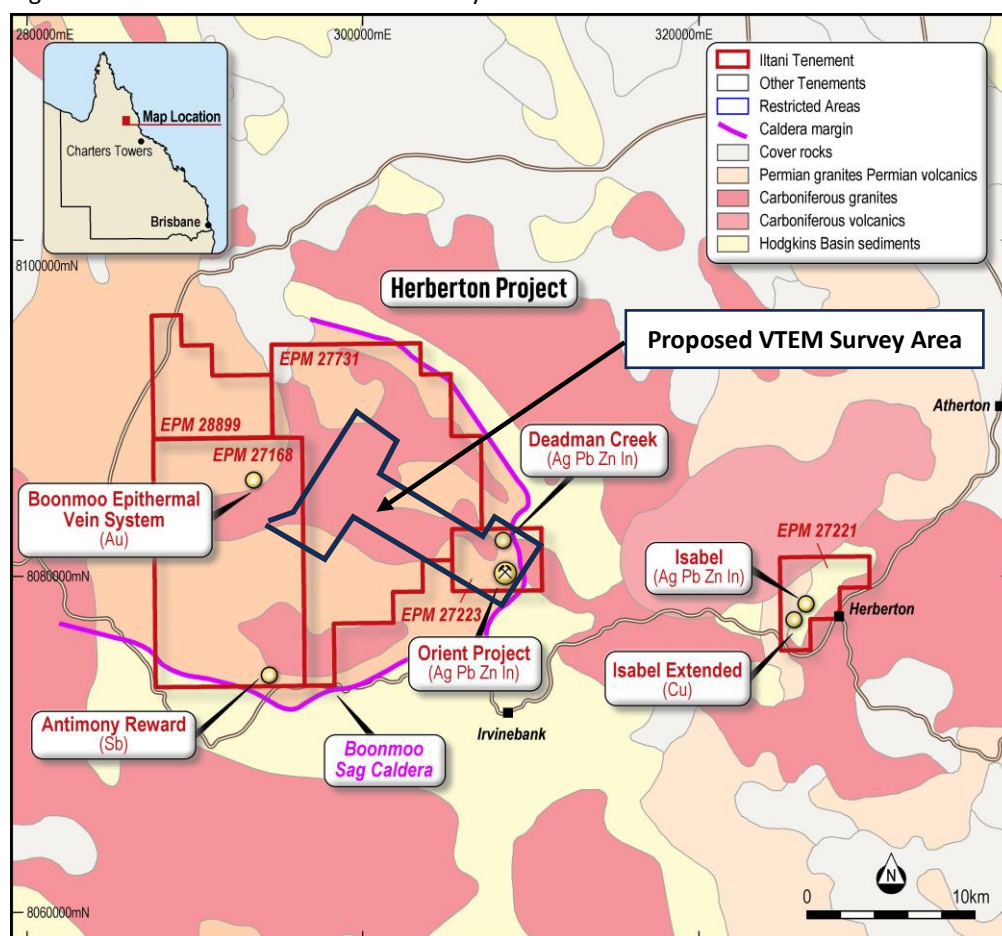 280000mE
300000mE
320000mE
Map Location
Charters Towers
Brisbane
Iltani Tenement
Other Tenements
Restricted Areas
Caldera margin
Cover rocks
Permian granites Permian volcanics
Carboniferous granites
Carboniferous volcanics
Hodgkins Basin sediments
8100000mN
Herberton Project
Proposed VTEM Survey Area
EPM 27731
Atherton
EPM 28899
EPM 27168
Deadman Creek
(Ag Pb Zn In)
Boonmoo Epithermal
Vein System
(Au)
EPM 27221
Isabel
(Ag Pb Zn In)
8080000mN
Herberton
EPM 27223
Orient Project
(Ag Pb Zn In)
Isabel Extended
(Cu)
Antimony Reward
(Sb)
Irvinebank
Boonmoo
Sag Caldera
N
0
10km
8060000mN